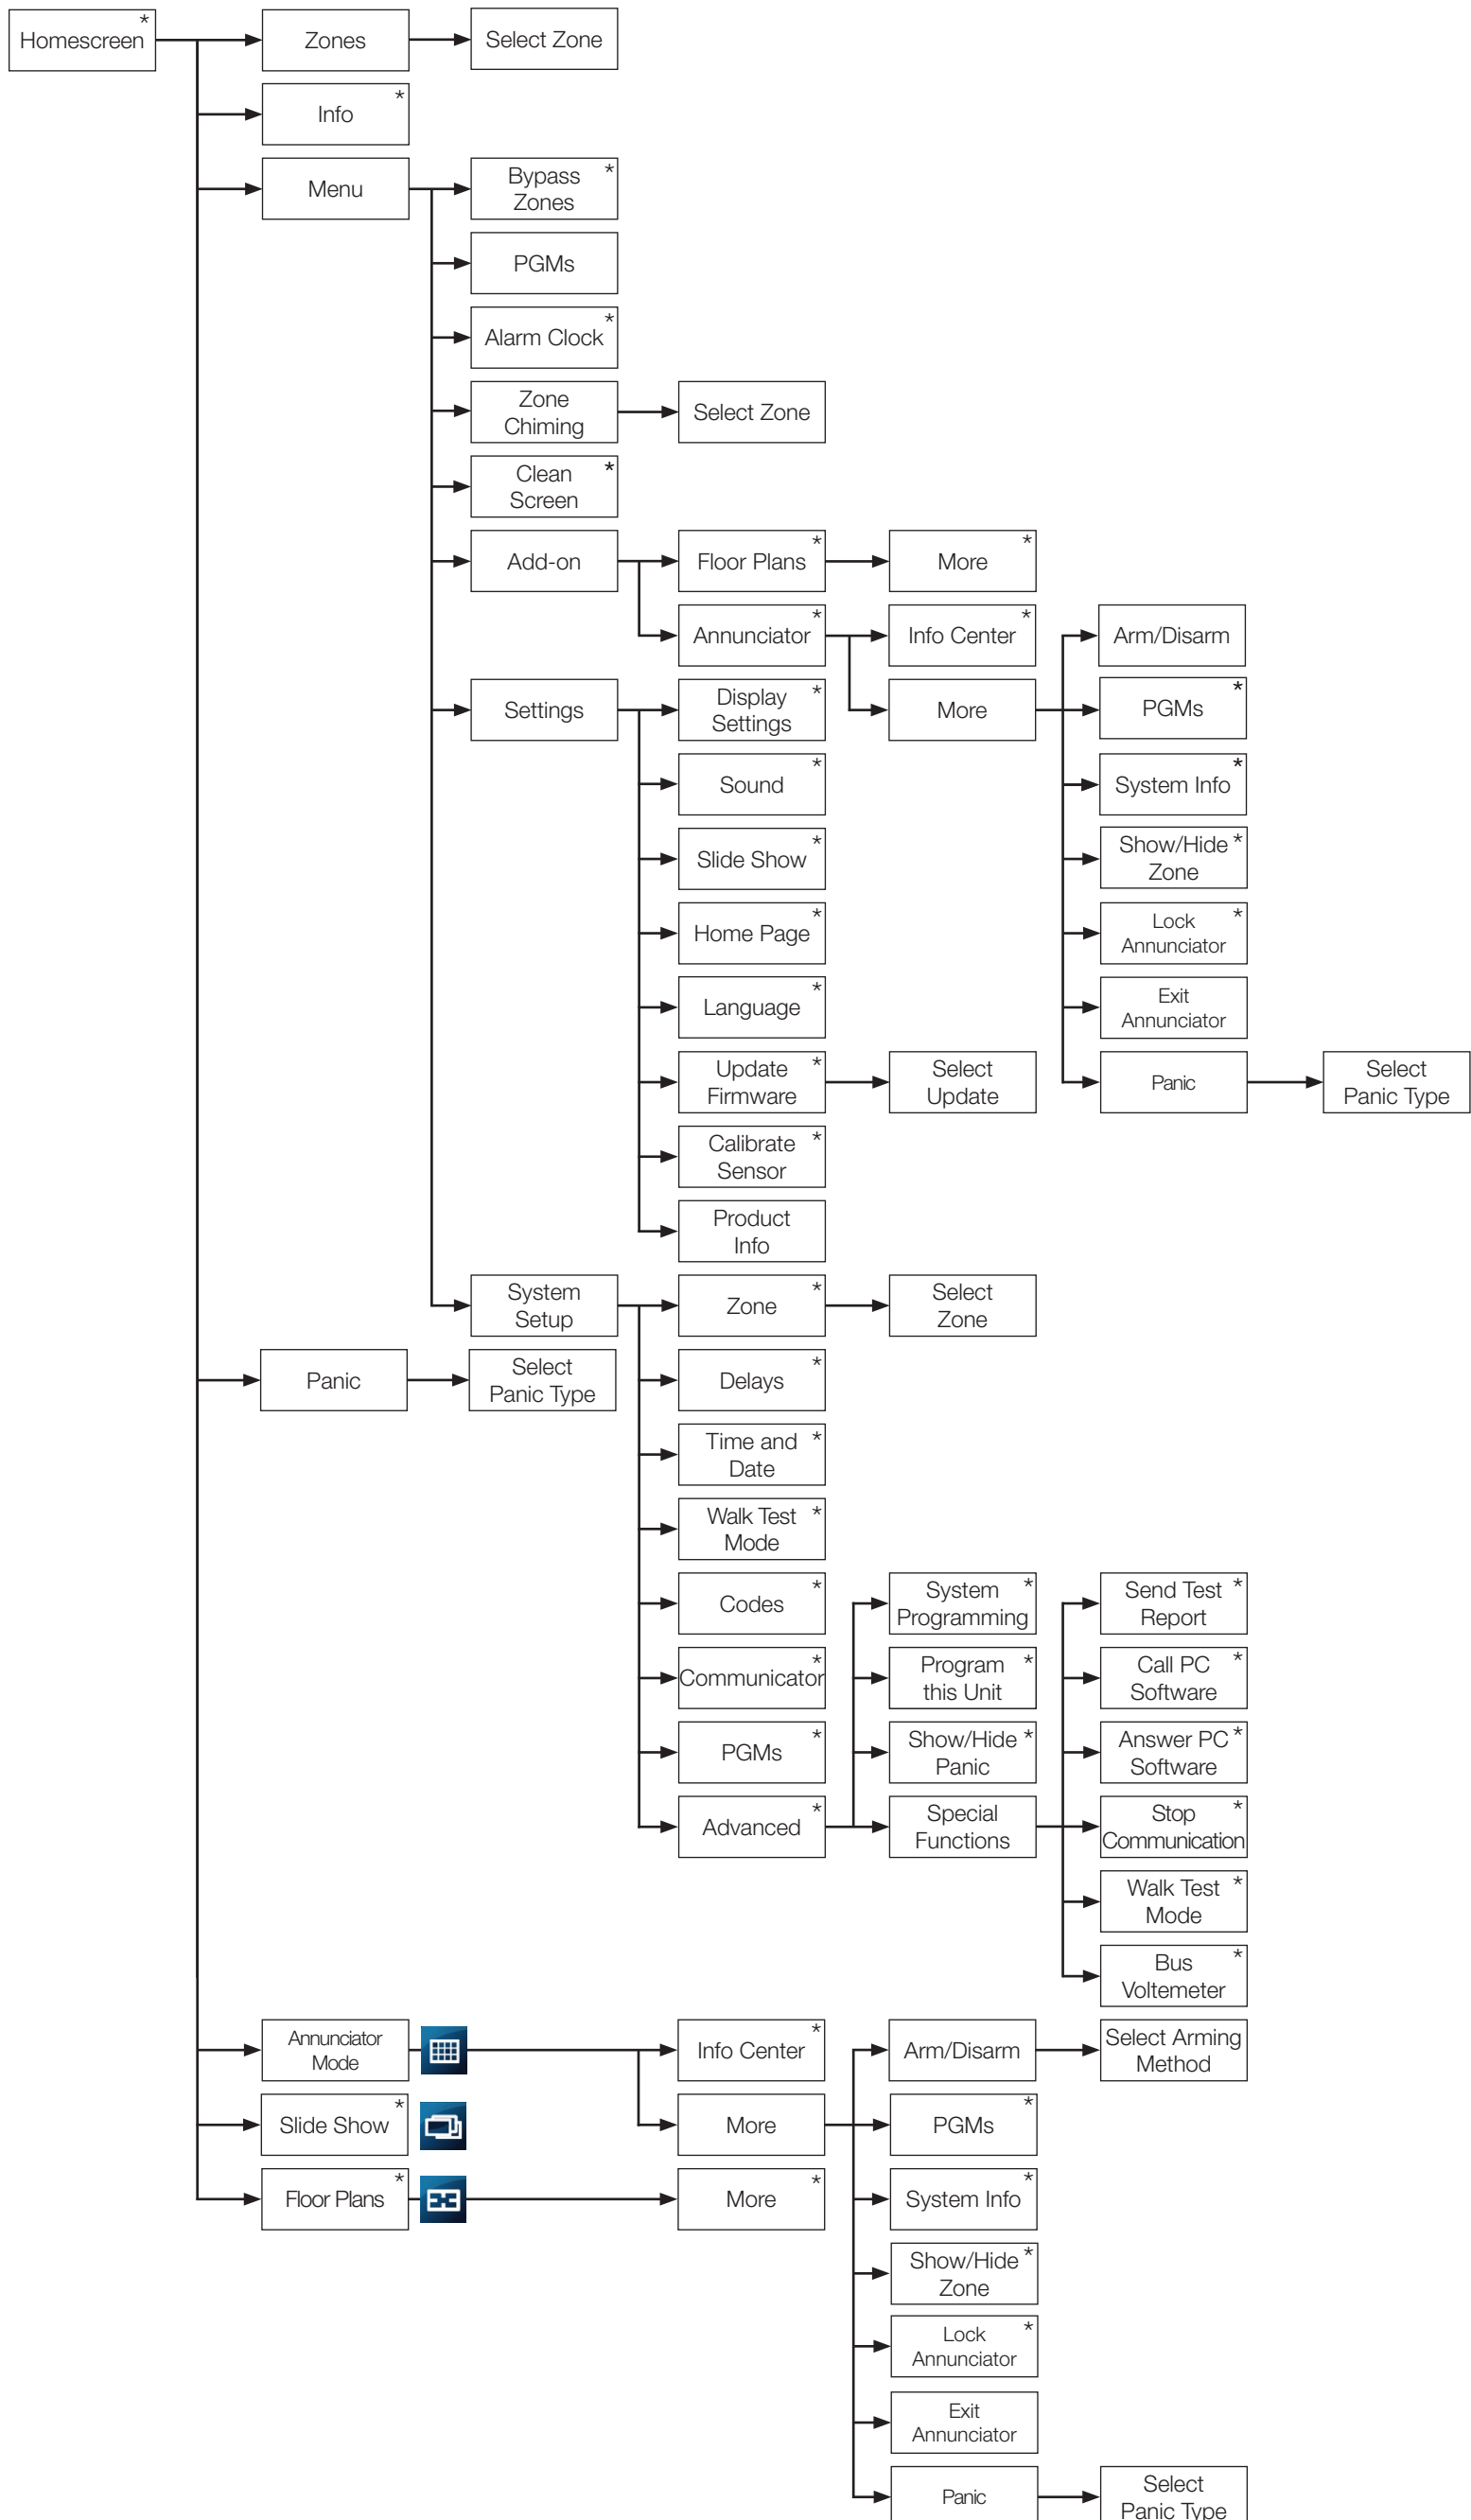 Homescreen *
Zones
Select Zone
Info *
Menu
Bypass *
Zones
PGMs
Alarm Clock *
Zone
Chiming
Select Zone
Clean *
Screen
Add-on
Floor Plans *
More *
Annunciator *
Info Center *
Arm/Disarm
Settings
Display *
Settings
More
PGMs *
Sound *
System Info *
Slide Show *
Show/Hide *
Zone
Home Page *
Lock *
Annunciator
Language *
Exit
Annunciator
Update *
Firmware
Select
Update
Panic
Select
Panic Type
Calibrate *
Sensor
Product
Info
System
Setup
Zone *
Select
Zone
Panic
Select
Panic Type
Delays *
Time and *
Date
Walk Test *
Mode
Codes *
System *
Programming
Send Test *
Report
Communicator *
Program *
this Unit
Call PC *
Software
PGMs *
Show/Hide *
Panic
Answer PC *
Software
Advanced *
Special
Functions
Stop *
Communication
Walk Test *
Mode
Bus *
Voltemeter
Annunciator
Mode
Info Center *
Arm/Disarm
Select Arming
Method
Slide Show *
More
PGMs *
Floor Plans *
More *
System Info *
Show/Hide *
Zone
Lock *
Annunciator
Exit
Annunciator
Panic
Select
Panic Type